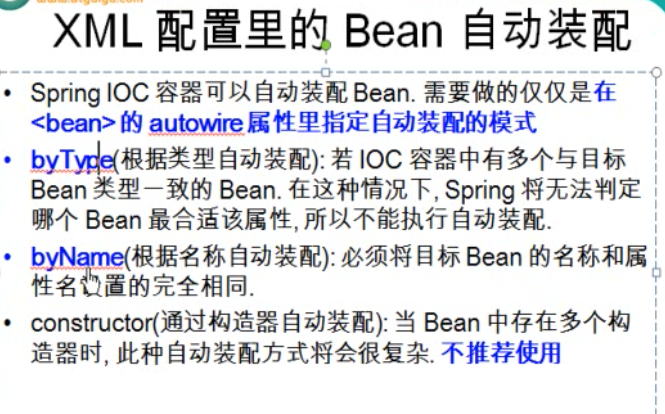 XML 配置里的 Bean 自动装配
• Spring IOC 容器可以自动装配 Bean. 需要做的仅仅是在
<bean> 的 autowire 属性里指定自动装配的模式
• byType(根据类型自动装配): 若 IOC 容器中有多个与目标
Bean 类型一致的 Bean. 在这种情况下, Spring 将无法判定
哪个 Bean 最合适该属性, 所以不能执行自动装配.
• byName(根据名称自动装配): 必须将目标 Bean 的名称和属
性名设置的完全相同.
• constructor(通过构造器自动装配): 当 Bean 中存在多个构
造器时, 此种自动装配方式将会很复杂. 不推荐使用